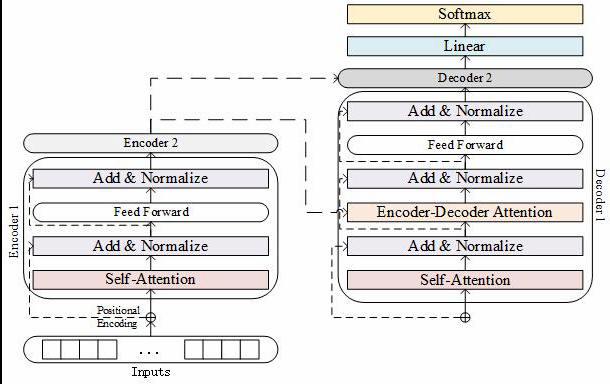 Softmax
Linear
Decoder 2
Add & Normalize
Feed Forward
Add & Normalize
Encoder-Decoder Attention
Add & Normalize
Self-Attention
Decoder 1
Encoder 2
Add & Normalize
Feed Forward
Add & Normalize
Self-Attention
Encoder 1
Positional
Encoding
...
Inputs